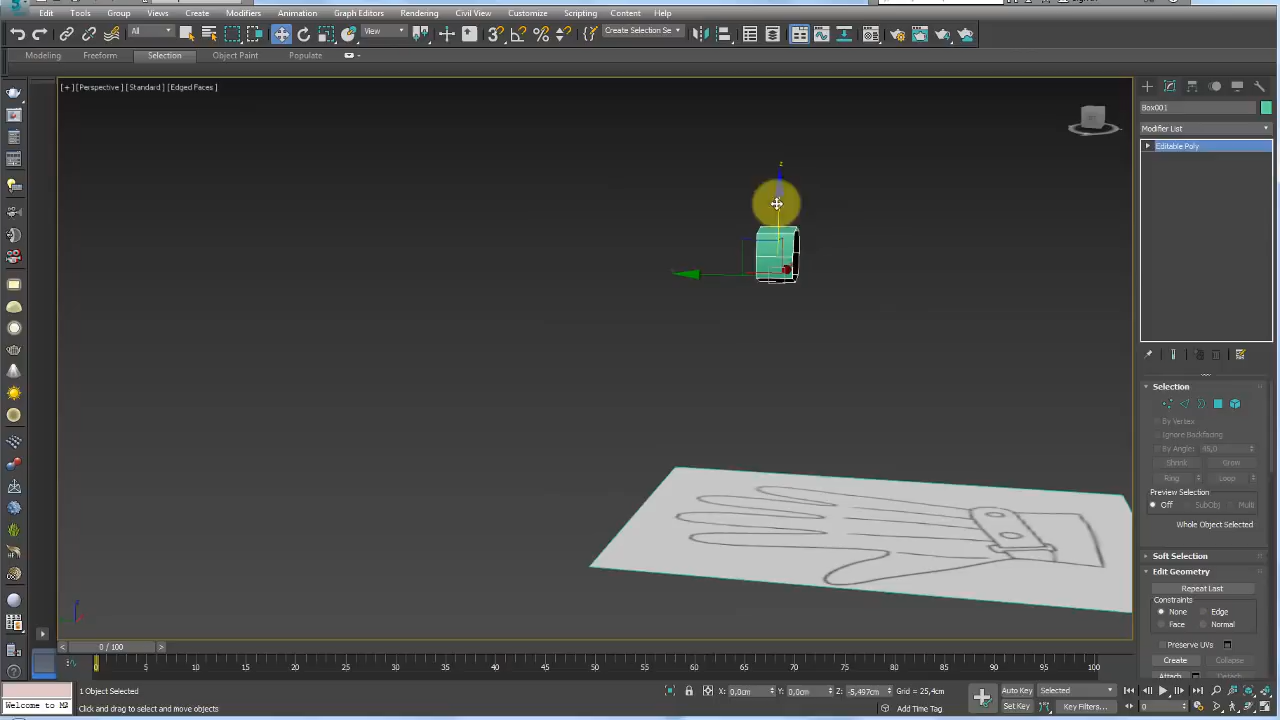 Edit Tools Group Views Create Modifiers Animation Graph Editors Rendering Civil View Customize Scripting Content Help
All View Create Selection Se
Modeling Freeform Selection Object Paint Populate
[+] [Perspective] [Standard] [Edged Faces]
Box001
Modifier List
Editable Poly
z
Selection
By Vertex
Ignore Backfacing
By Angle: 45,0
Shrink Grow
Ring Loop
Preview Selection
Off SubObj Multi
Whole Object Selected
Soft Selection
Edit Geometry
Repeat Last
Constraints
None Edge
Face Normal
Preserve UVs
Create Collapse
Attach Detach
0 / 100
0 5 10 15 20 25 30 35 40 45 50 55 60 65 70 75 80 85 90 95 100
1 Object Selected X: 0,0cm Y: 0,0cm Z: -5,497cm Grid = 25,4cm Auto Key Selected
Welcome to M Click and drag to select and move objects Add Time Tag Set Key Key Filters... 0